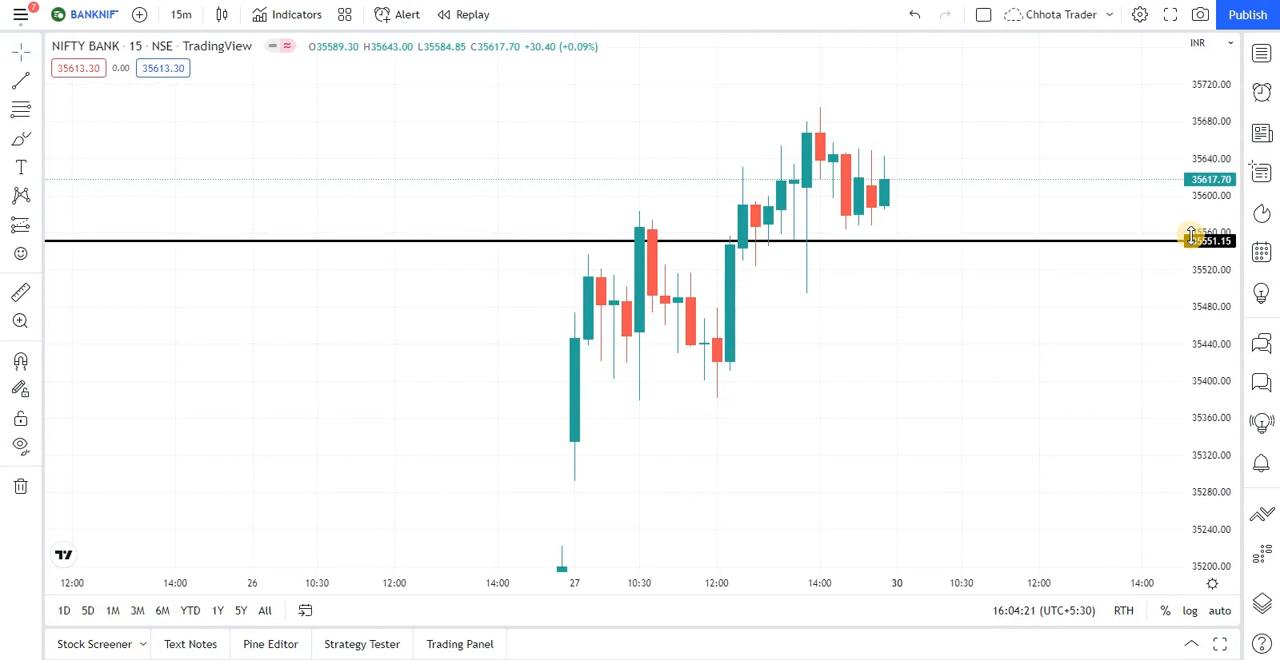 7
BANKNIF
15m
Indicators
Alert
Replay
Chhota Trader
Publish
NIFTY BANK · 15 · NSE · TradingView
O35589.30 H35643.00 L35584.85 C35617.70 +30.40 (+0.09%)
35613.30 0.00 35613.30
INR
35720.00
35680.00
35640.00
35617.70
35600.00
35560.00
35520.00
35480.00
35440.00
35400.00
35360.00
35320.00
35280.00
35240.00
35200.00
12:00 14:00 26 10:30 12:00 14:00 27 10:30 12:00 14:00 30 10:30 12:00 14:00
1D 5D 1M 3M 6M YTD 1Y 5Y All
16:04:21 (UTC+5:30) RTH % log auto
Stock Screener Text Notes Pine Editor Strategy Tester Trading Panel